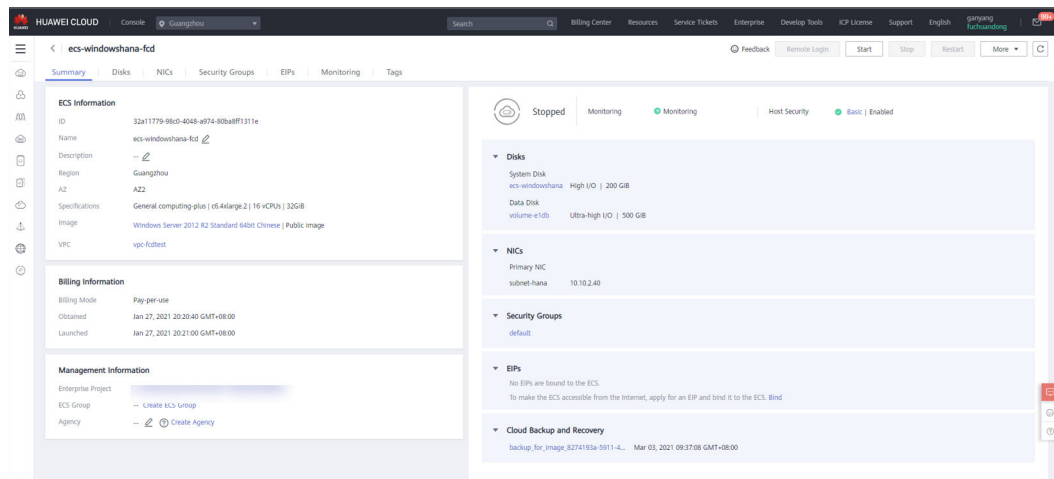 HUAWEI
HUAWEI CLOUD Console Guangzhou Search Billing Center Resources Service Tickets Enterprise Develop Tools ICP License Support English ganyang fuchuandong 99+
ecs-windowshana-fcd Feedback Remote Login Start Stop Restart More
Summary Disks NICs Security Groups EIPs Monitoring Tags
ECS Information
ID 32a11779-98c0-4048-a974-80ba8ff1311e
Name ecs-windowshana-fcd
Description --
Region Guangzhou
AZ AZ2
Specifications General computing-plus | c6.4xlarge.2 | 16 vCPUs | 32GiB
Image Windows Server 2012 R2 Standard 64bit Chinese | Public image
VPC vpc-fcdtest
Billing Information
Billing Mode Pay-per-use
Obtained Jan 27, 2021 20:20:40 GMT+08:00
Launched Jan 27, 2021 20:21:00 GMT+08:00
Management Information
Enterprise Project
ECS Group -- Create ECS Group
Agency -- Create Agency
Stopped Monitoring Monitoring Host Security Basic | Enabled
Disks
System Disk
ecs-windowshana High I/O | 200 GiB
Data Disk
volume-e1db Ultra-high I/O | 500 GiB
NICs
Primary NIC
subnet-hana 10.10.2.40
Security Groups
default
EIPs
No EIPs are bound to the ECS.
To make the ECS accessible from the Internet, apply for an EIP and bind it to the ECS. Bind
Cloud Backup and Recovery
backup_for_image_8274193a-5911-4... Mar 03, 2021 09:37:08 GMT+08:00